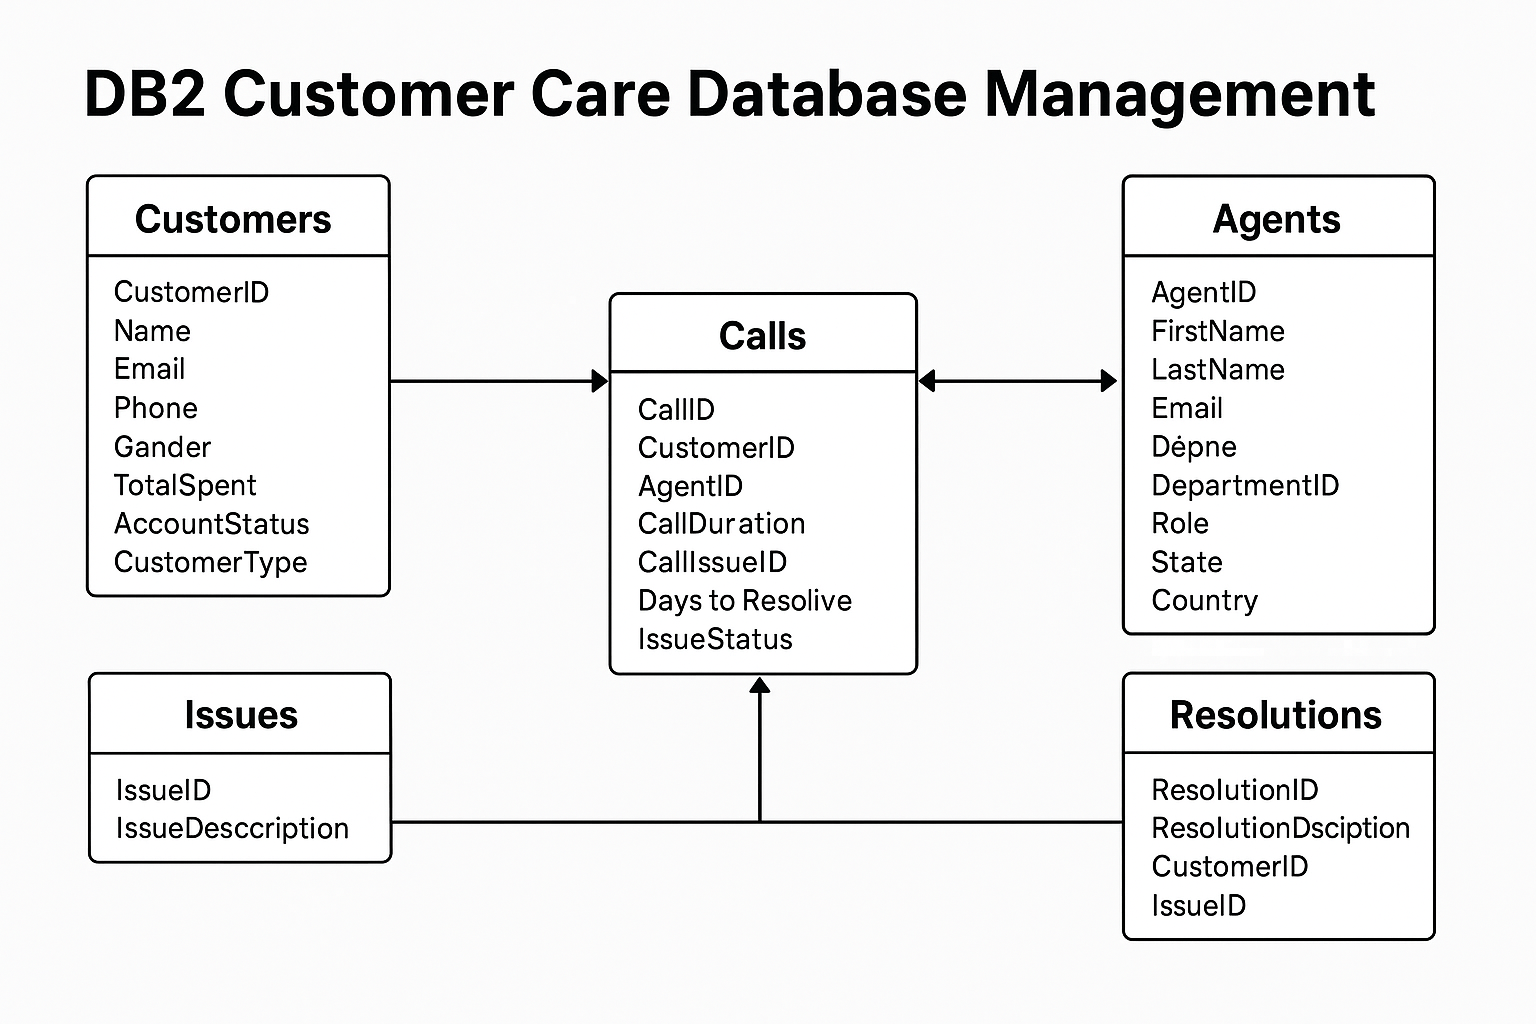 DB2 Customer Care Database Management
Customers
CustomerID
Name
Email
Phone
Gander
TotalSpent
AccountStatus
CustomerType
Calls
CallID
CustomerID
AgentID
CallDuration
CallIssueID
Days to Resolive
IssueStatus
Agents
AgentID
FirstName
LastName
Email
Dėpne
DepartmentID
Role
State
Country
Issues
IssueID
IssueDesccription
Resolutions
ResolutionID
ResolutionDsciption
CustomerID
IssueID